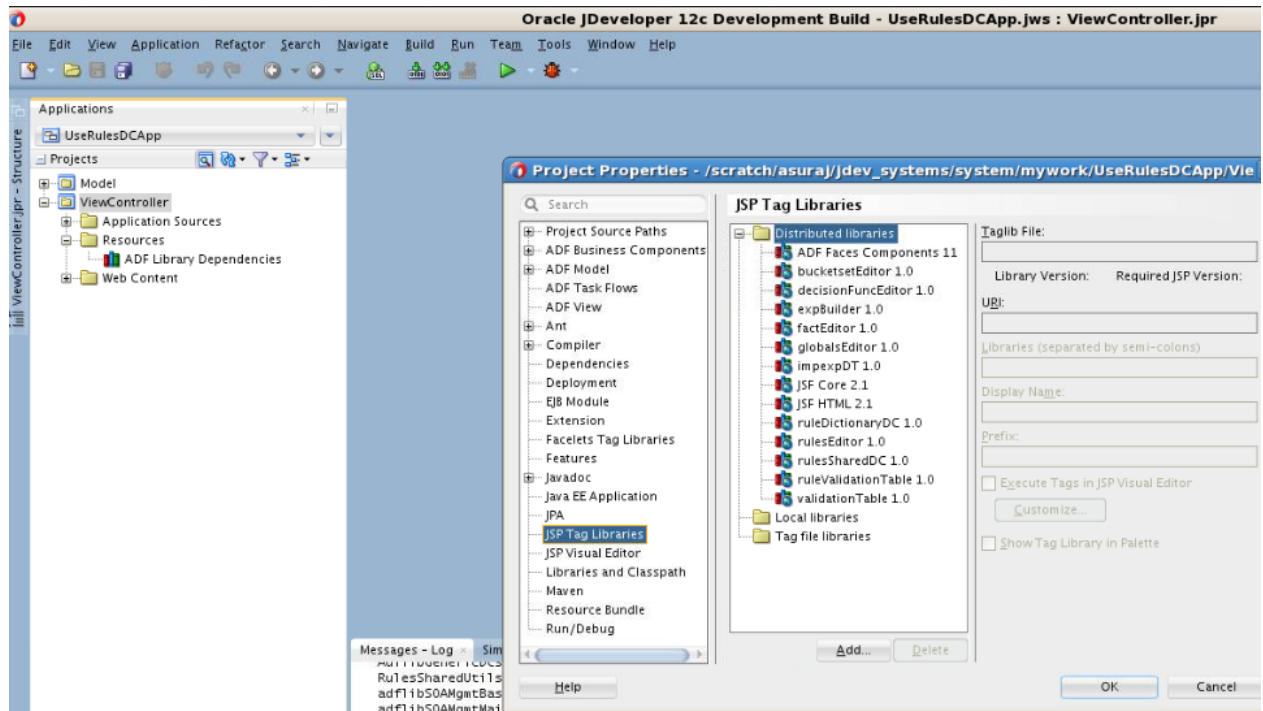 Oracle JDeveloper 12c Development Build - UseRulesDCApp.jws : ViewController.jpr
File Edit View Application Refactor Search Navigate Build Run Team Tools Window Help
ViewController.jpr - Structure
Applications
UseRulesDCApp
Projects
Model
ViewController
Application Sources
Resources
ADF Library Dependencies
Web Content
Project Properties - /scratch/asuraj/jdev_systems/system/mywork/UseRulesDCApp/Vie
Search
Project Source Paths
ADF Business Components
ADF Model
ADF Task Flows
ADF View
Ant
Compiler
Dependencies
Deployment
EJB Module
Extension
Facelets Tag Libraries
Features
Javadoc
Java EE Application
JPA
JSP Tag Libraries
JSP Visual Editor
Libraries and Classpath
Maven
Resource Bundle
Run/Debug
JSP Tag Libraries
Distributed libraries
ADF Faces Components 11
bucketsetEditor 1.0
decisionFuncEditor 1.0
expBuilder 1.0
factEditor 1.0
globalsEditor 1.0
impexpDT 1.0
JSF Core 2.1
JSF HTML 2.1
ruleDictionaryDC 1.0
rulesEditor 1.0
rulesSharedDC 1.0
ruleValidationTable 1.0
validationTable 1.0
Local libraries
Tag file libraries
Add... Delete
Taglib File:
Library Version: Required JSP Version:
URI:
Libraries (separated by semi-colons)
Display Name:
Prefix:
Execute Tags in JSP Visual Editor
Customize...
Show Tag Library in Palette
Help OK Cancel
Messages - Log Sim
RulesSharedUtils
adflibSOAMgmtBas
adflibSOAMgmtMai